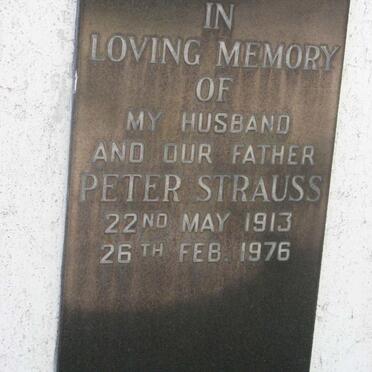 IN
LOVING MEMORY
OF
MY HUSBAND
AND OUR FATHER
PETER STRAUSS
22ND MAY 1913
26TH FEB. 1976